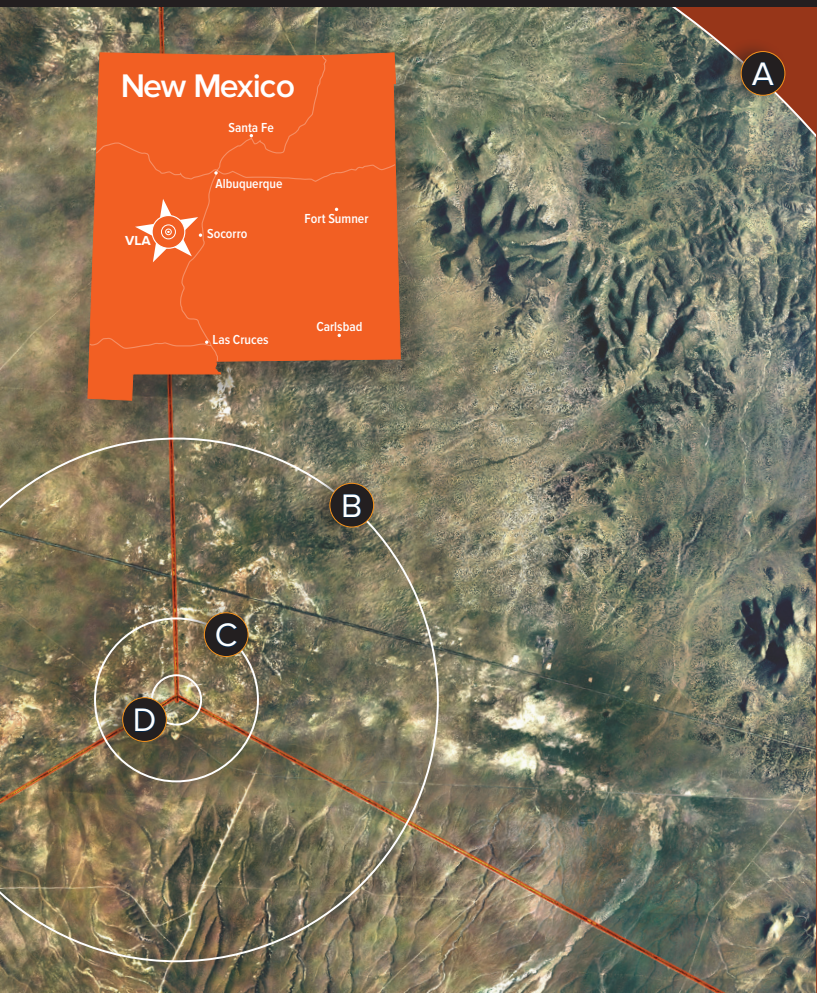 New Mexico
Santa Fe
Albuquerque
Fort Sumner
VLA
Socorro
Carlsbad
Las Cruces
A
B
C
D